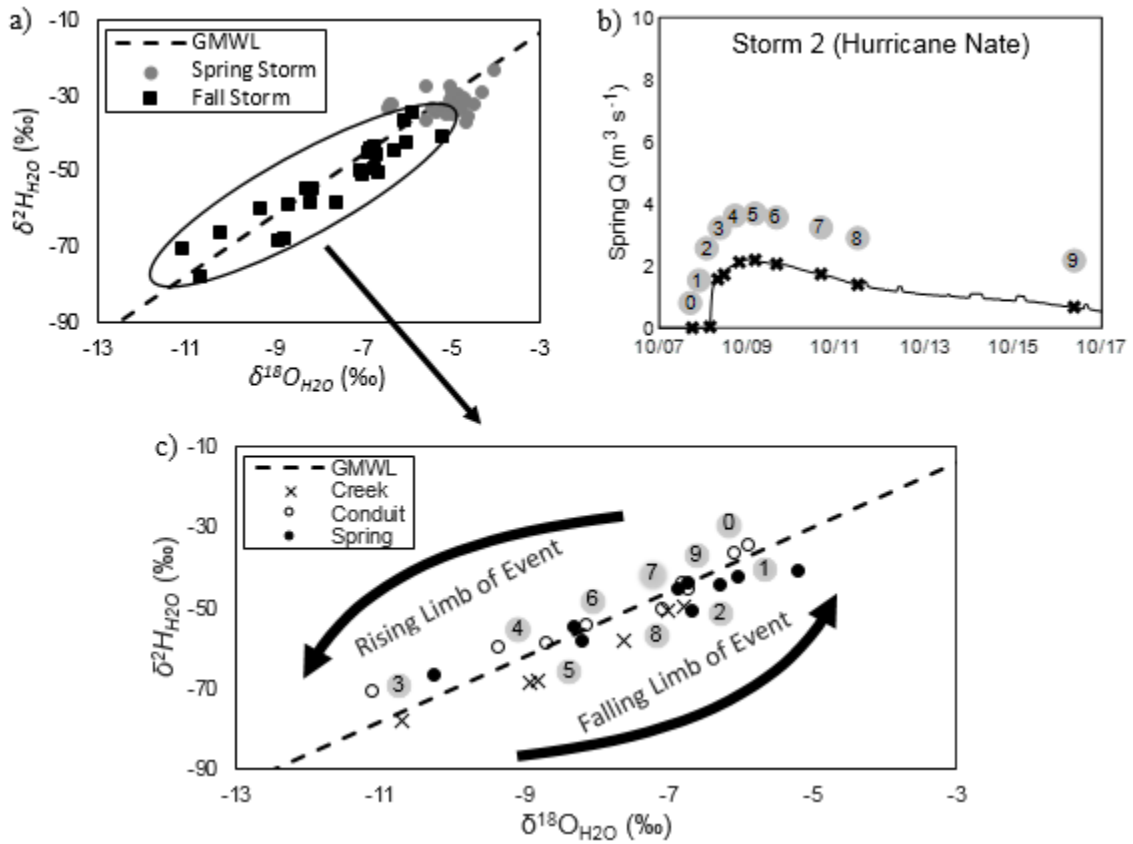 a)
-10
-30
-50
-70
-90
δ²H_H2O (‰)
GMWL
Spring Storm
Fall Storm
-13 -11 -9 -7 -5 -3
δ¹⁸O_H2O (‰)
b)
Storm 2 (Hurricane Nate)
10
8
6
4
2
0
Spring Q (m³ s⁻¹)
0 1 2 3 4 5 6 7 8 9
10/07 10/09 10/11 10/13 10/15 10/17
c)
-10
-30
-50
-70
-90
δ²H_H2O (‰)
GMWL
Creek
Conduit
Spring
Rising Limb of Event
Falling Limb of Event
0
9
1
7
6
2
4
8
5
3
-13 -11 -9 -7 -5 -3
δ¹⁸O_H2O (‰)